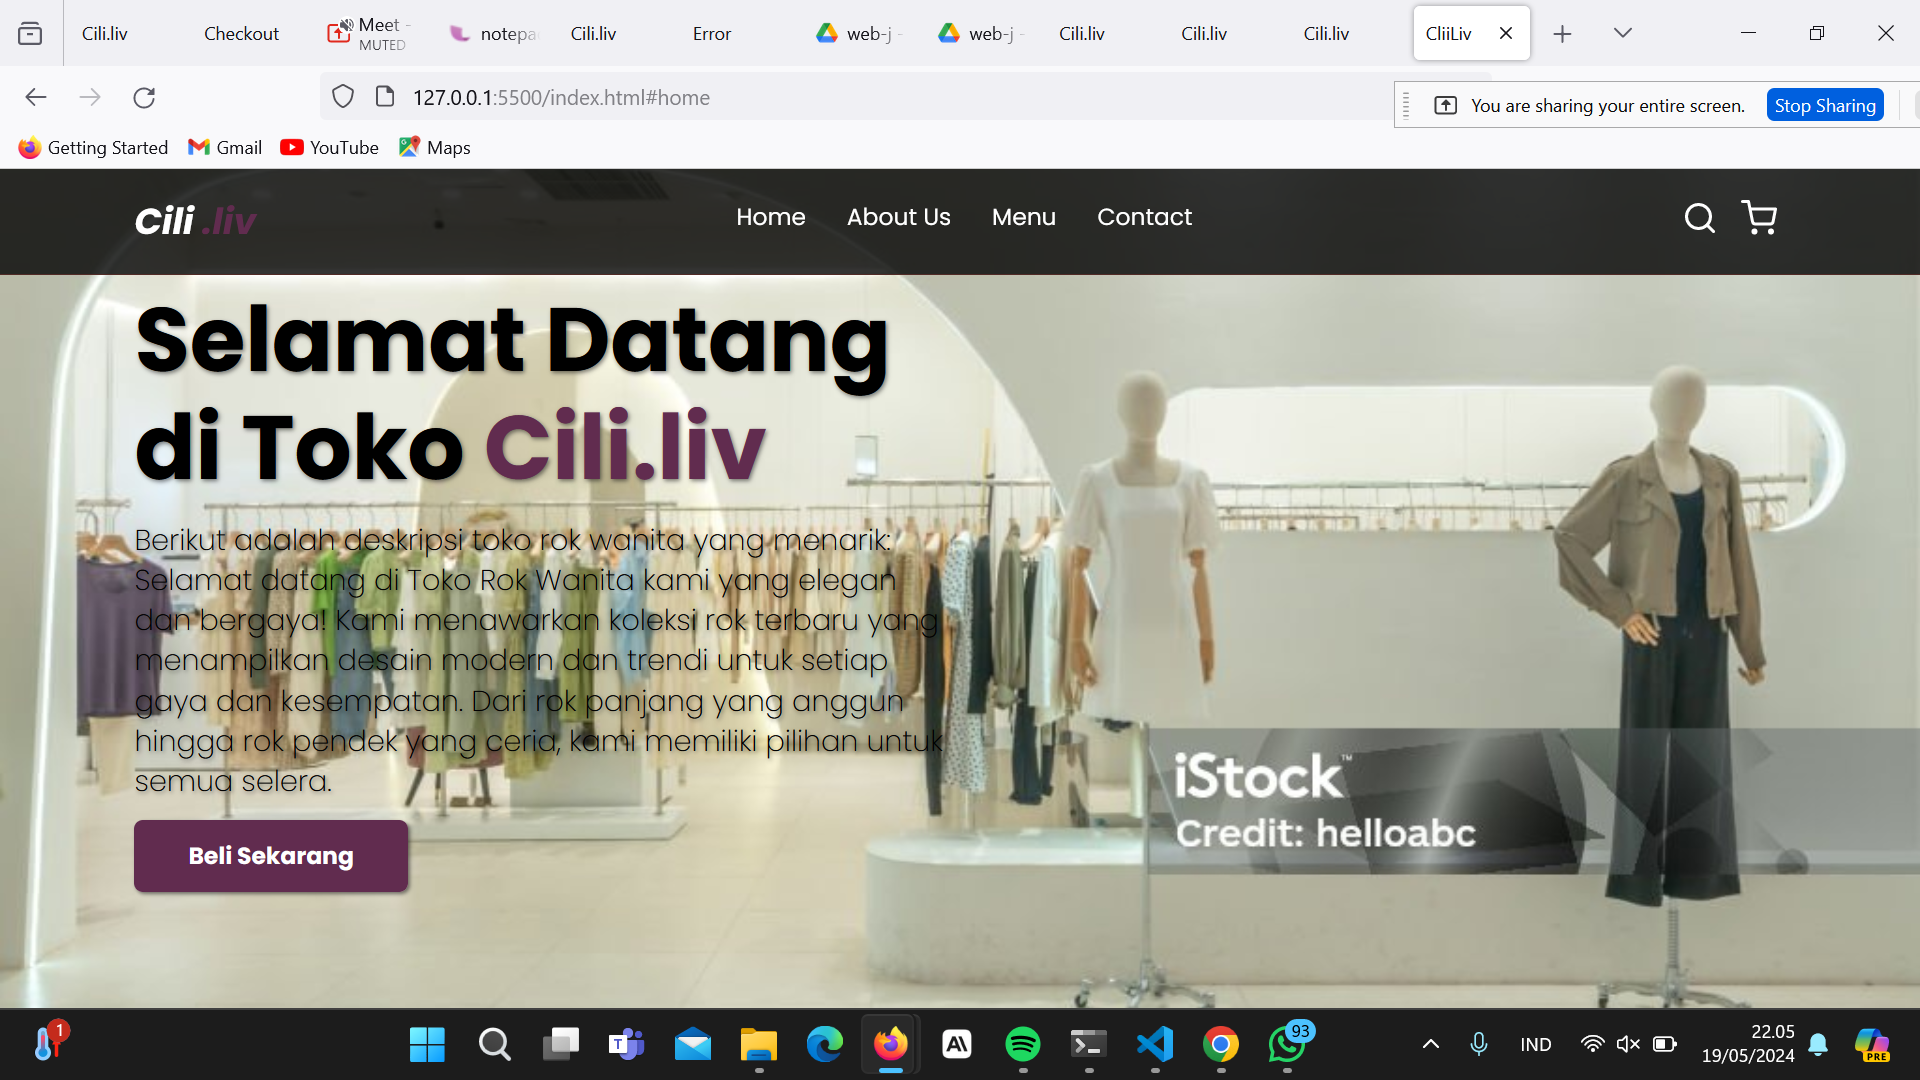 Cili.liv
Checkout
Meet -
MUTED
notepa
Cili.liv
Error
web-j -
web-j -
Cili.liv
Cili.liv
Cili.liv
CliiLiv
127.0.0.1:5500/index.html#home
You are sharing your entire screen.
Stop Sharing
Getting Started
Gmail
YouTube
Maps
Cili .liv
Home
About Us
Menu
Contact
Selamat Datang
di Toko Cili.liv
Berikut adalah deskripsi toko rok wanita yang menarik:
Selamat datang di Toko Rok Wanita kami yang elegan
dan bergaya! Kami menawarkan koleksi rok terbaru yang
menampilkan desain modern dan trendi untuk setiap
gaya dan kesempatan. Dari rok panjang yang anggun
hingga rok pendek yang ceria, kami memiliki pilihan untuk
semua selera.
Beli Sekarang
iStock™
Credit: helloabc
1
93
IND
22.05
19/05/2024
PRE